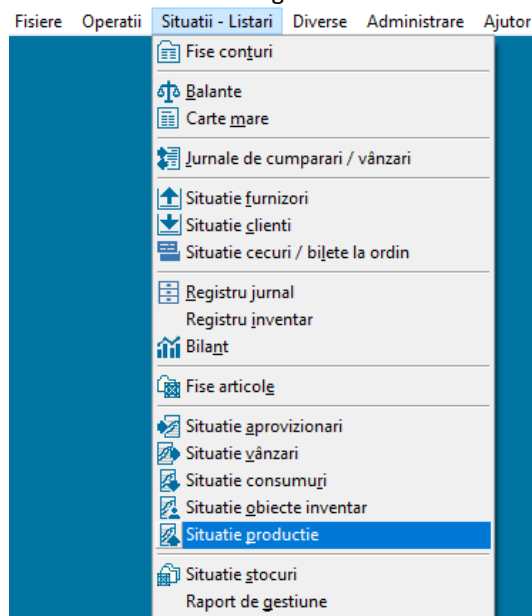 Fisiere Operatii Situatii - Listari Diverse Administrare Ajutor
Fise conturi
Balante
Carte mare
Jurnale de cumparari / vânzari
Situatie furnizori
Situatie clienti
Situatie cecuri / bilete la ordin
Registru jurnal
Registru inventar
Bilant
Fise articole
Situatie aprovizionari
Situatie vânzari
Situatie consumuri
Situatie obiecte inventar
Situatie productie
Situatie stocuri
Raport de gestiune